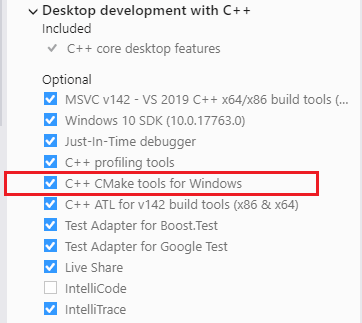 Desktop development with C++
Included
C++ core desktop features
Optional
MSVC v142 - VS 2019 C++ x64/x86 build tools (...
Windows 10 SDK (10.0.17763.0)
Just-In-Time debugger
C++ profiling tools
C++ CMake tools for Windows
C++ ATL for v142 build tools (x86 & x64)
Test Adapter for Boost.Test
Test Adapter for Google Test
Live Share
IntelliCode
IntelliTrace